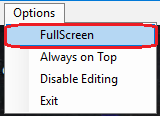 Options
FullScreen
Always on Top
Disable Editing
Exit